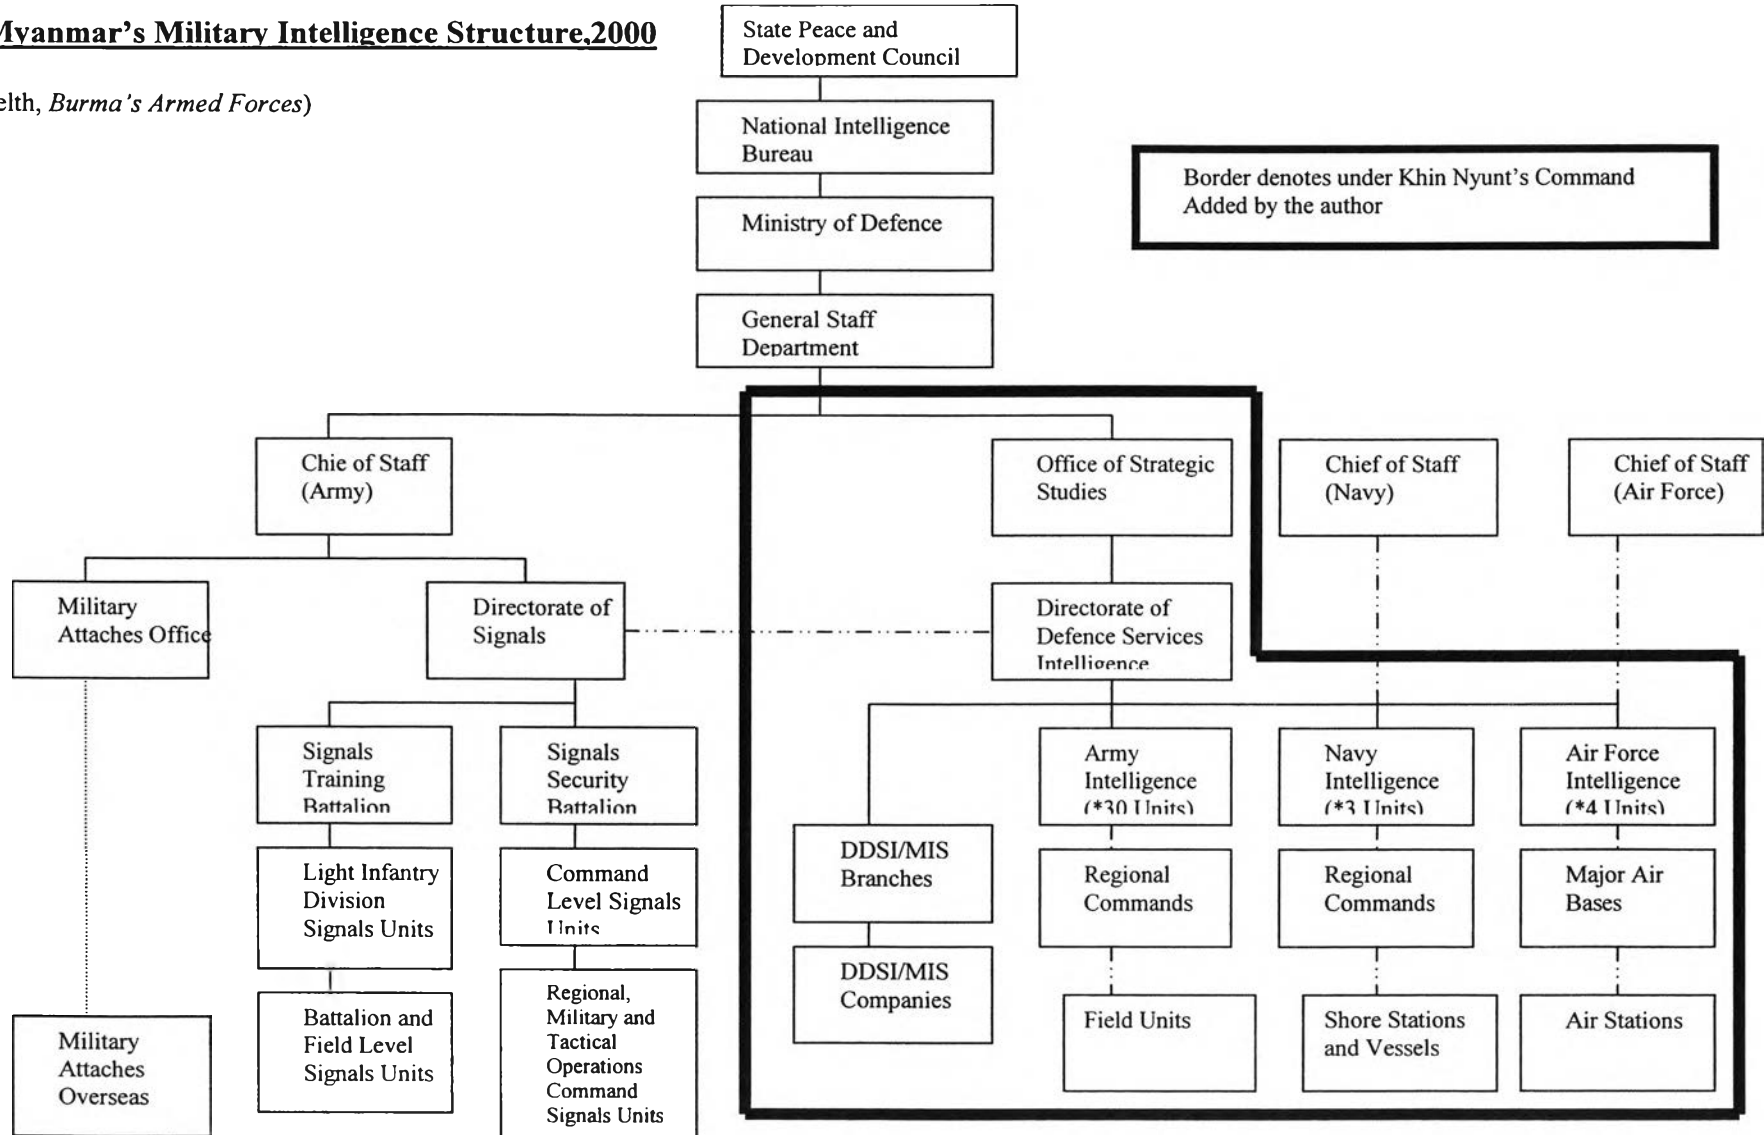 Myanmar's Military Intelligence Structure,2000
elth, Burma's Armed Forces)
State Peace and
Development Council
National Intelligence
Bureau
Ministry of Defence
General Staff
Department
Border denotes under Khin Nyunt's Command
Added by the author
Chie of Staff
(Army)
Office of Strategic
Studies
Chief of Staff
(Navy)
Chief of Staff
(Air Force)
Military
Attaches Office
Directorate of
Signals
Directorate of
Defence Services
Intelligence
Signals
Training
Battalion
Signals
Security
Battalion
Army
Intelligence
(*30 Units)
Navy
Intelligence
(*3 Units)
Air Force
Intelligence
(*4 Units)
DDSI/MIS
Branches
Light Infantry
Division
Signals Units
Command
Level Signals
Units
Regional
Commands
Regional
Commands
Major Air
Bases
DDSI/MIS
Companies
Military
Attaches
Overseas
Battalion and
Field Level
Signals Units
Regional,
Military and
Tactical
Operations
Command
Signals Units
Field Units
Shore Stations
and Vessels
Air Stations